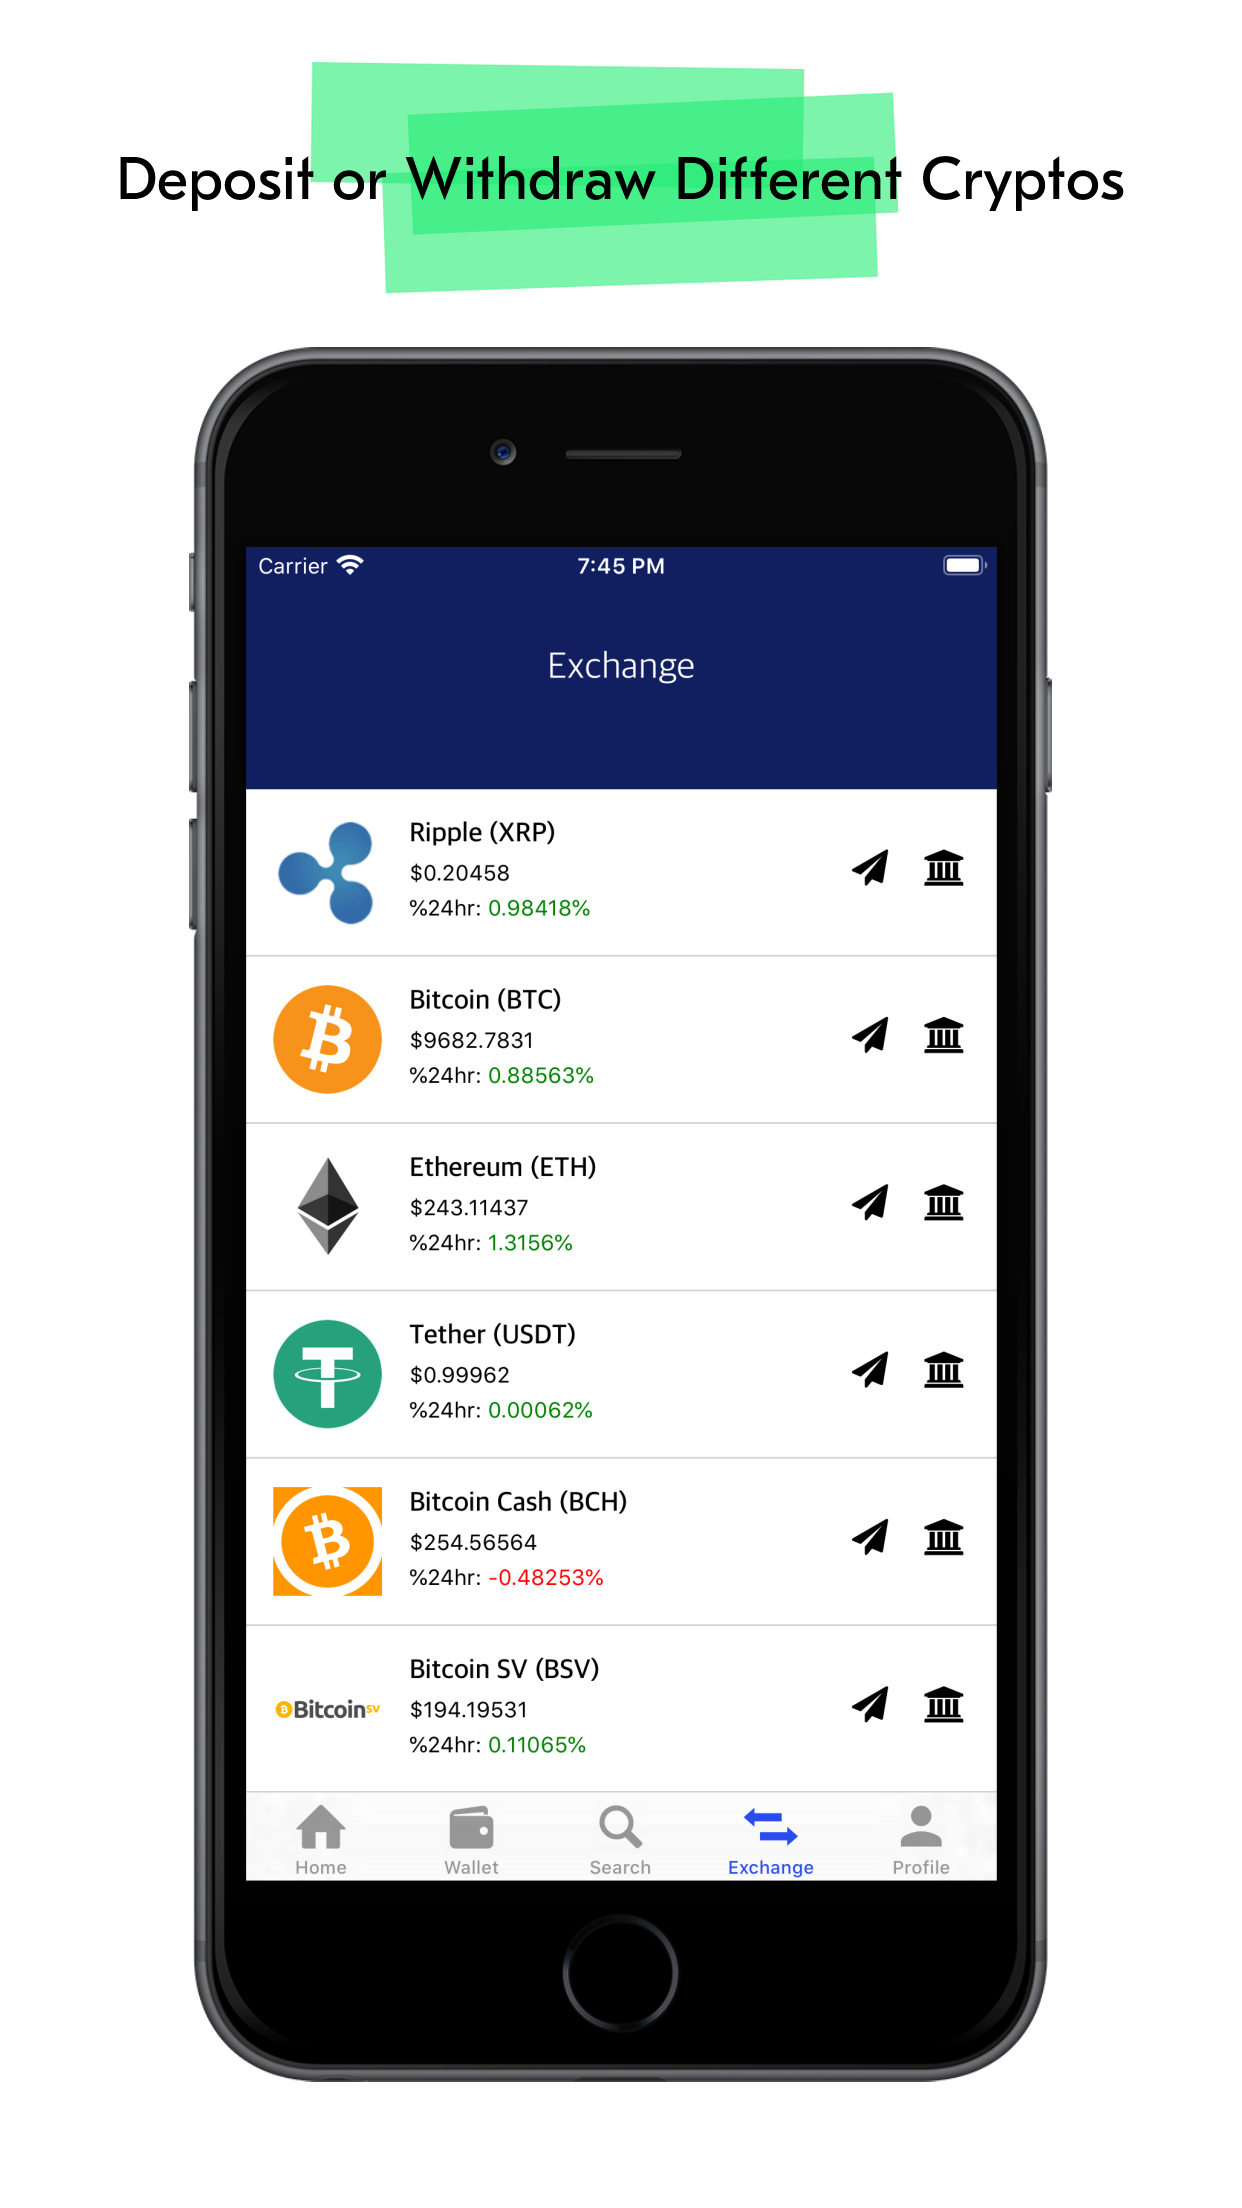 Deposit or Withdraw Different Cryptos
Carrier 7:45 PM
Exchange
Ripple (XRP)
$0.20458
%24hr: 0.98418%
Bitcoin (BTC)
$9682.7831
%24hr: 0.88563%
Ethereum (ETH)
$243.11437
%24hr: 1.3156%
Tether (USDT)
$0.99962
%24hr: 0.00062%
Bitcoin Cash (BCH)
$254.56564
%24hr: -0.48253%
Bitcoin SV (BSV)
BitcoinSV
$194.19531
%24hr: 0.11065%
Home Wallet Search Exchange Profile